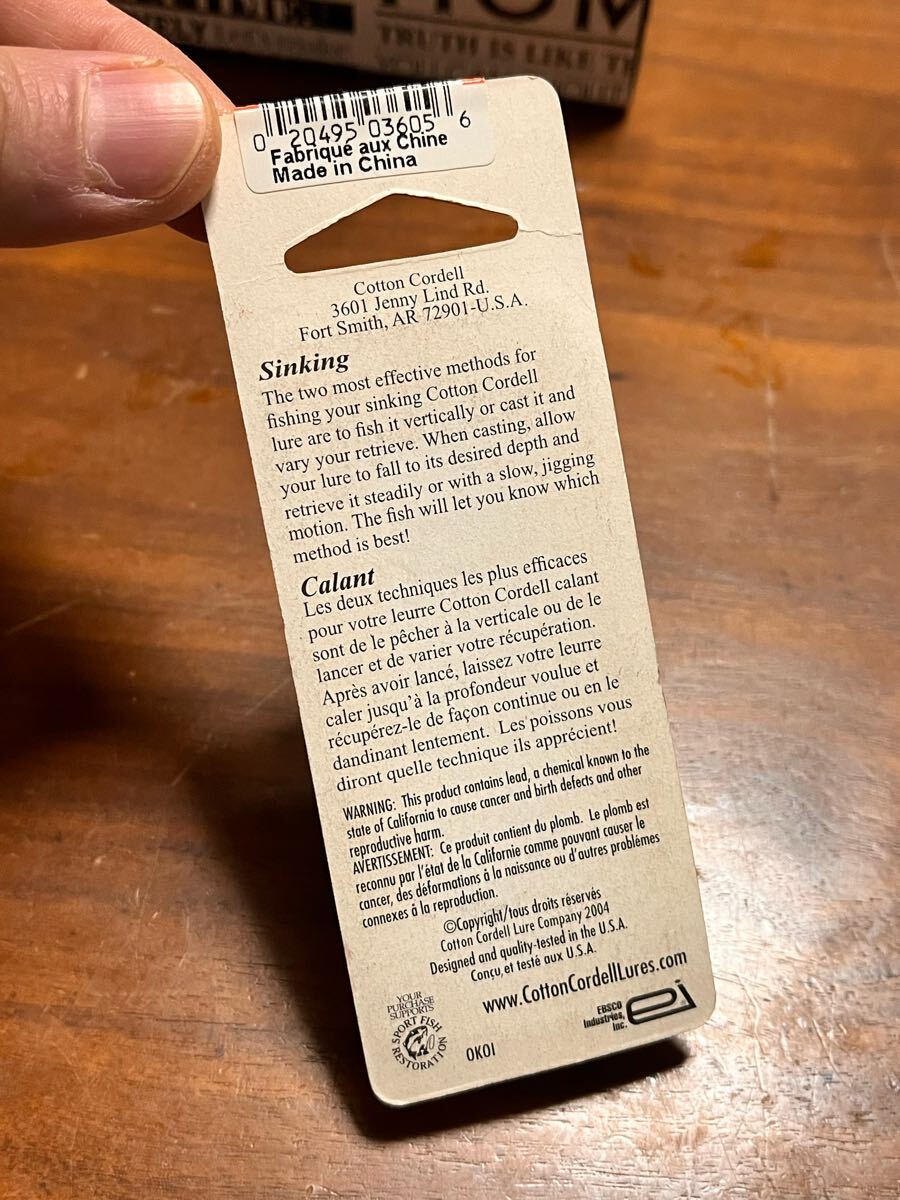 TRUTH IS LIKE
0 20495 03605 6
Fabriqué aux Chine
Made in China
Cotton Cordell
3601 Jenny Lind Rd.
Fort Smith, AR 72901-U.S.A.
Sinking
The two most effective methods for
fishing your sinking Cotton Cordell
lure are to fish it vertically or cast it and
vary your retrieve. When casting, allow
your lure to fall to its desired depth and
retrieve it steadily or with a slow, jigging
motion. The fish will let you know which
method is best!
Calant
Les deux techniques les plus efficaces
pour votre leurre Cotton Cordell calant
sont de le pêcher à la verticale ou de le
lancer et de varier votre récupération.
Après avoir lancé, laissez votre leurre
caler jusqu'à la profondeur voulue et
récupérez-le de façon continue ou en le
dandinant lentement. Les poissons vous
diront quelle technique ils apprécient!
WARNING: This product contains lead, a chemical known to the
state of California to cause cancer and birth defects and other
reproductive harm.
AVERTISSEMENT: Ce produit contient du plomb. Le plomb est
reconnu par l'état de la Californie comme pouvant causer le
cancer, des déformations à la naissance ou d'autres problèmes
connexes à la reproduction.
©Copyright/tous droits réservés
Cotton Cordell Lure Company 2004
Designed and quality-tested in the U.S.A.
Conçu, et testé aux U.S.A.
www.CottonCordellLures.com
YOUR
PURCHASE
SUPPORTS
SPORT FISH
RESTORATION
OKOI
EBSCO
Industries,
Inc.
ei